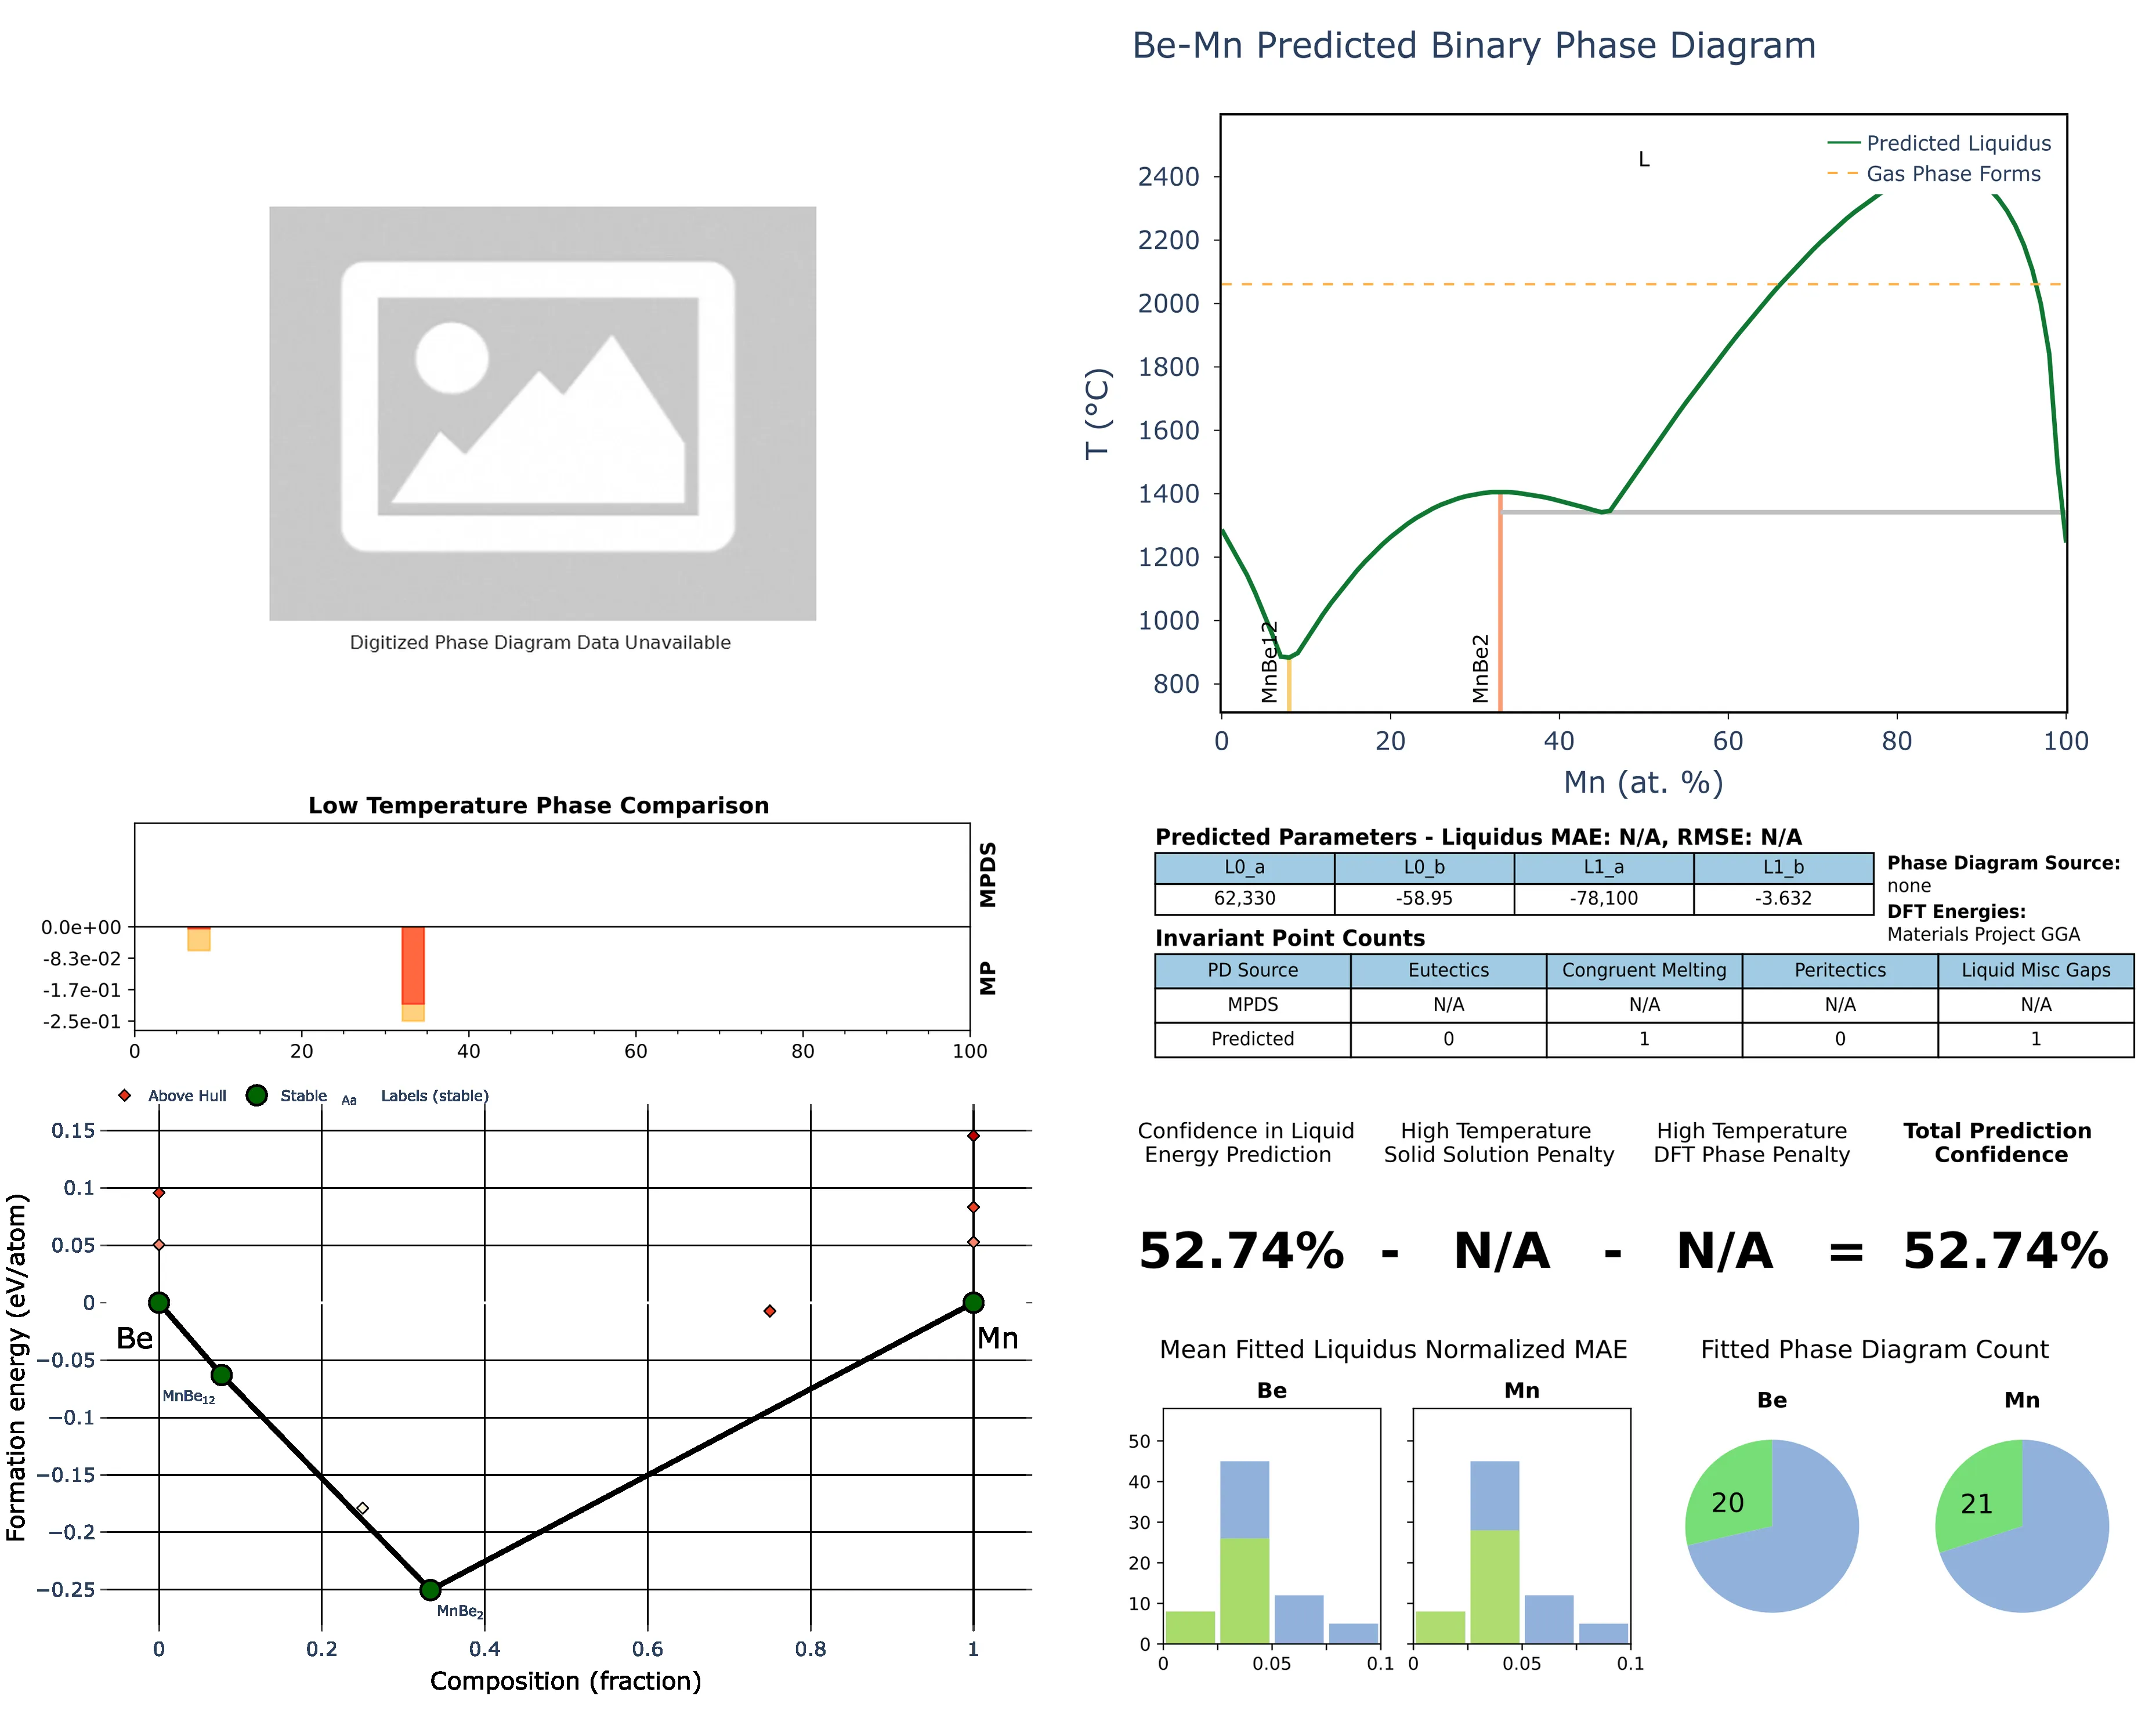 Be-Mn Predicted Binary Phase Diagram
Digitized Phase Diagram Data Unavailable
L
Predicted Liquidus
Gas Phase Forms
2400
2200
2000
1800
1600
1400
1200
1000
800
T (°C)
MnBe12
MnBe2
0 20 40 60 80 100
Mn (at. %)
Low Temperature Phase Comparison
MPDS
MP
0.0e+00
-8.3e-02
-1.7e-01
-2.5e-01
0 20 40 60 80 100
Predicted Parameters - Liquidus MAE: N/A, RMSE: N/A
L0_a L0_b L1_a L1_b
62,330 -58.95 -78,100 -3.632
Phase Diagram Source:
none
DFT Energies:
Materials Project GGA
Invariant Point Counts
PD Source Eutectics Congruent Melting Peritectics Liquid Misc Gaps
MPDS N/A N/A N/A N/A
Predicted 0 1 0 1
Above Hull Stable Aa Labels (stable)
0.15
0.1
0.05
0
−0.05
−0.1
−0.15
−0.2
−0.25
Formation energy (eV/atom)
Be
Mn
MnBe₁₂
MnBe₂
0 0.2 0.4 0.6 0.8 1
Composition (fraction)
Confidence in Liquid Energy Prediction
High Temperature Solid Solution Penalty
High Temperature DFT Phase Penalty
Total Prediction Confidence
52.74% - N/A - N/A = 52.74%
Mean Fitted Liquidus Normalized MAE
Be Mn
50
40
30
20
10
0
0 0.05 0.1 0 0.05 0.1
Fitted Phase Diagram Count
Be Mn
20 21